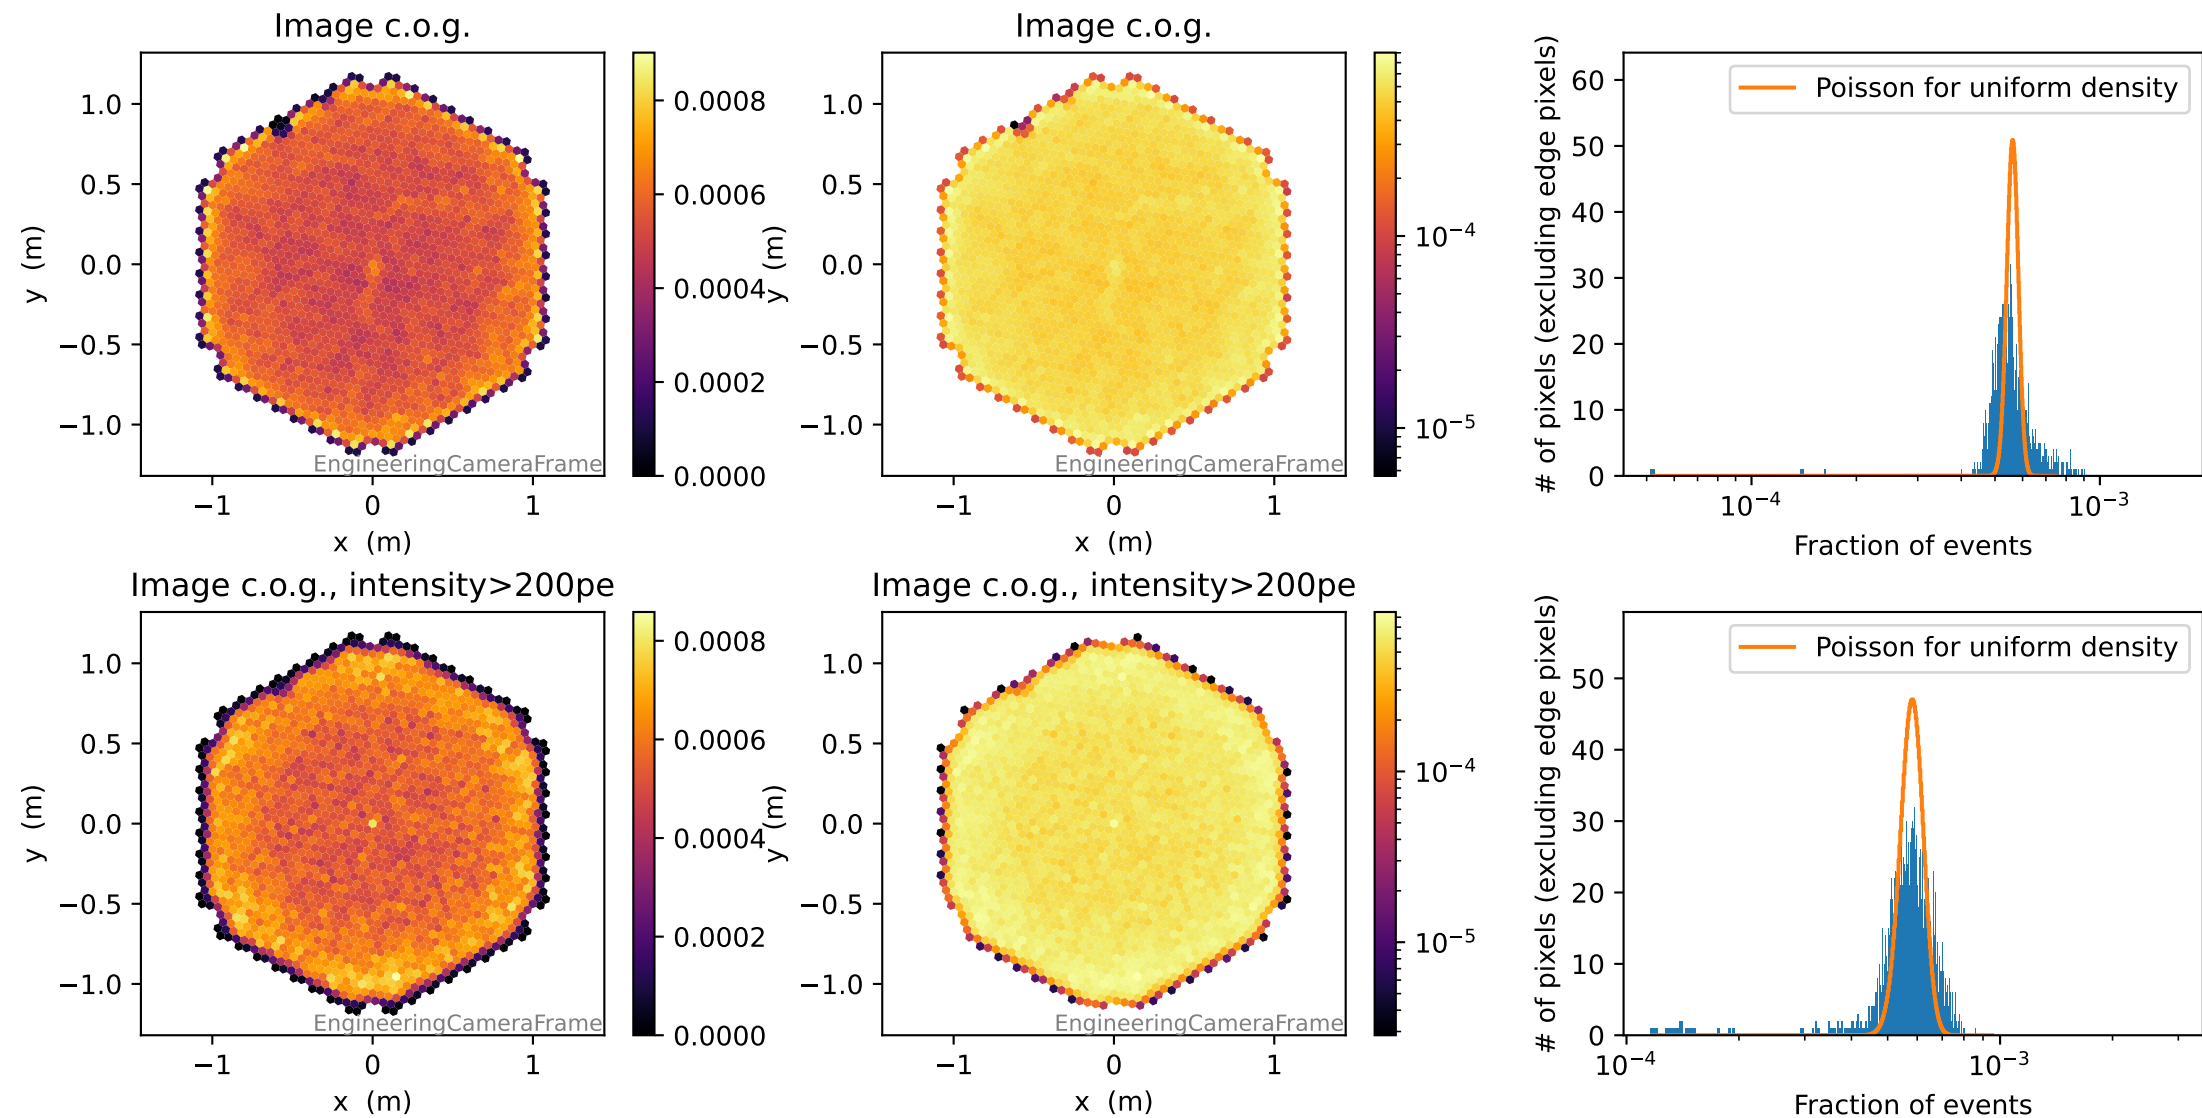 Image c.o.g.
y  (m)
1.0
0.5
0.0
−0.5
−1.0
−1
0
1
x  (m)
EngineeringCameraFrame
0.0008
0.0006
0.0004
0.0002
0.0000
Image c.o.g.
y  (m)
1.0
0.5
0.0
−0.5
−1.0
−1
0
1
x  (m)
EngineeringCameraFrame
10⁻⁴
10⁻⁵
# of pixels (excluding edge pixels)
60
50
40
30
20
10
0
Poisson for uniform density
10⁻⁴
10⁻³
Fraction of events
Image c.o.g., intensity>200pe
y  (m)
1.0
0.5
0.0
−0.5
−1.0
−1
0
1
x  (m)
EngineeringCameraFrame
0.0008
0.0006
0.0004
0.0002
0.0000
Image c.o.g., intensity>200pe
y  (m)
1.0
0.5
0.0
−0.5
−1.0
−1
0
1
x  (m)
EngineeringCameraFrame
10⁻⁴
10⁻⁵
# of pixels (excluding edge pixels)
50
40
30
20
10
0
Poisson for uniform density
10⁻⁴
10⁻³
Fraction of events